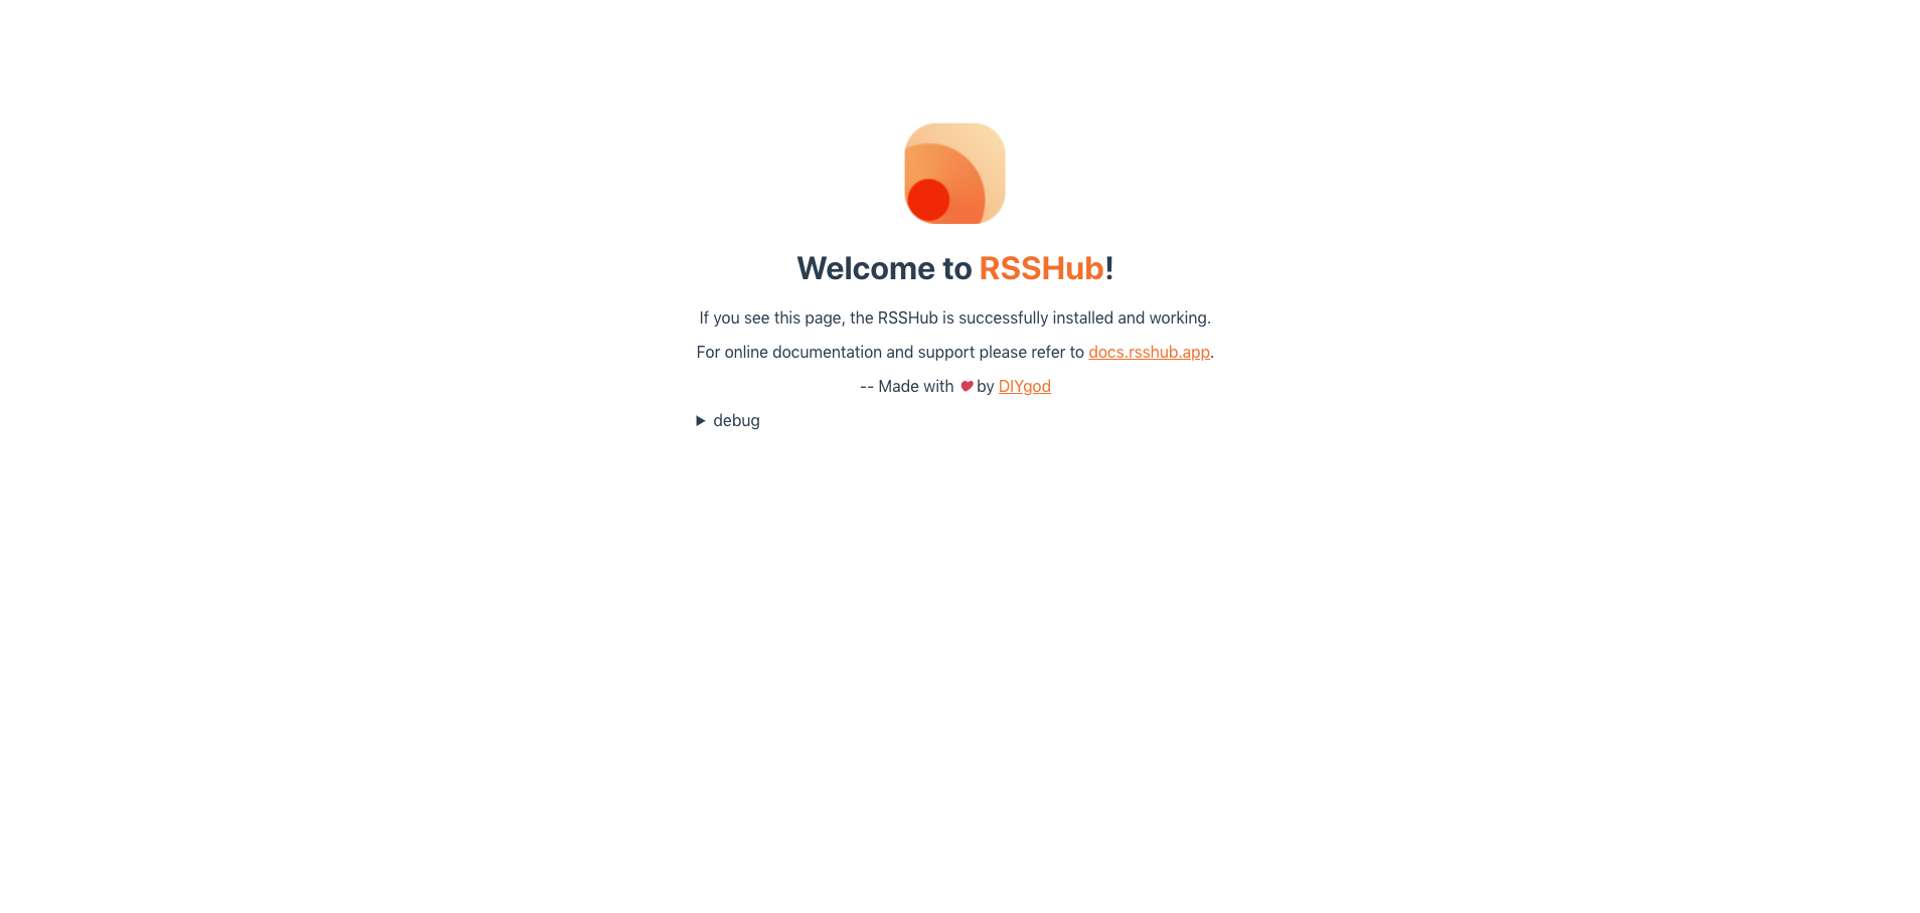 Welcome to RSSHub!
If you see this page, the RSSHub is successfully installed and working.
For online documentation and support please refer to docs.rsshub.app.
-- Made with ❤️ by DIYgod
▶ debug